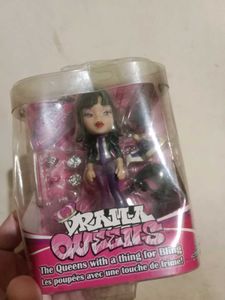 DRAMA
QUEENS
The Queens with a thing for Bling
Les poupées avec une touche de frime!